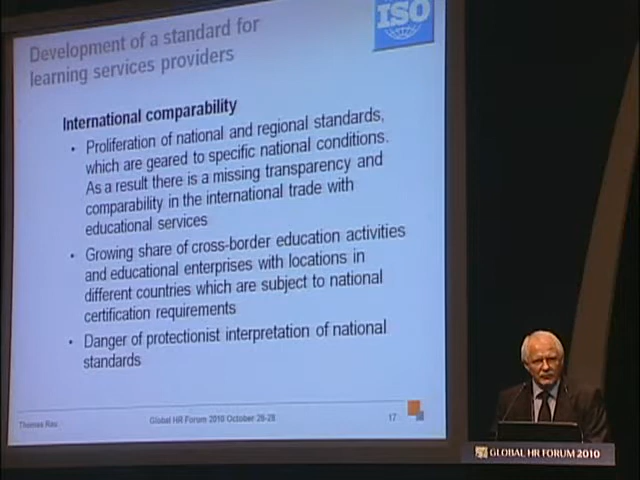 Development of a standard for
learning services providers
ISO
International comparability
• Proliferation of national and regional standards,
which are geared to specific national conditions.
As a result there is a missing transparency and
comparability in the international trade with
educational services
• Growing share of cross-border education activities
and educational enterprises with locations in
different countries which are subject to national
certification requirements
• Danger of protectionist interpretation of national
standards
Thomas Rau
Global HR Forum 2010 October 26-28
17
GLOBAL HR FORUM 2010